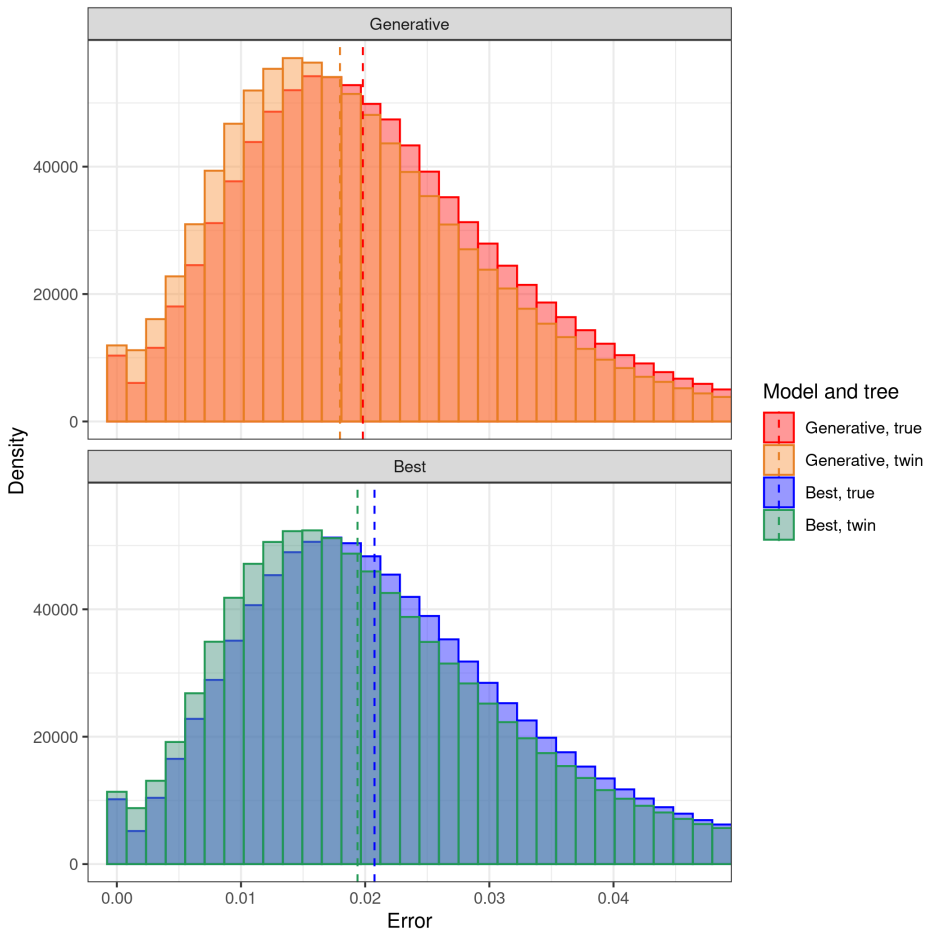 Generative
40000
20000
0
Best
40000
20000
0
0.00 0.01 0.02 0.03 0.04
Error
Density
Model and tree
Generative, true
Generative, twin
Best, true
Best, twin